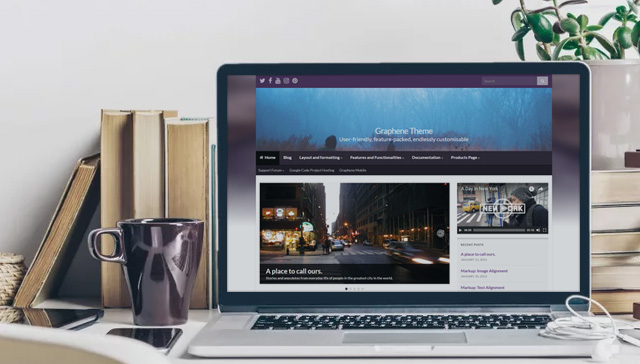 Search
Graphene Theme
User-friendly, feature-packed, endlessly customisable
Home Blog Layout and formatting Features and Functionalities Documentation Products Page
Support Forum Google Code Project Hosting Graphene Mobile
A Day in New York
NEW YORK
A place to call ours.
Stories and anecdotes from everyday life of people in the greatest city in the world.
RECENT POSTS
A place to call ours.
Markup: Image Alignment
Markup: Text Alignment